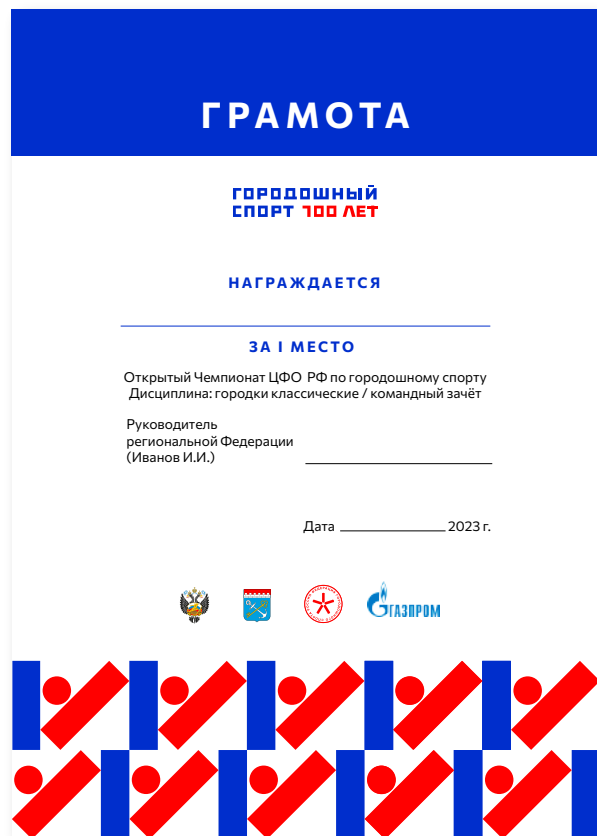 ГРАМОТА
ГОРОДОШНЫЙ
СПОРТ 100 ЛЕТ
НАГРАЖДАЕТСЯ
ЗА I МЕСТО
Открытый Чемпионат ЦФО РФ по городошному спорту
Дисциплина: городки классические / командный зачёт
Руководитель
региональной Федерации
(Иванов И.И.)
Дата 2023 г.
ГАЗПРОМ